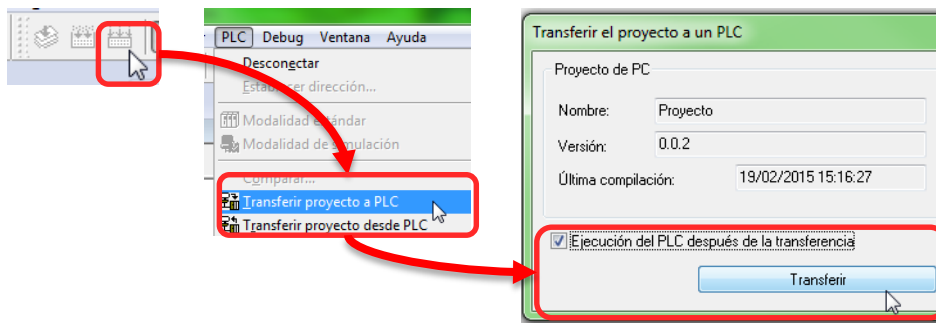 PLC Debug Ventana Ayuda
Desconectar
Establecer dirección...
Modalidad estándar
Modalidad de simulación
Comparar...
Transferir proyecto a PLC
Transferir proyecto desde PLC
Transferir el proyecto a un PLC
Proyecto de PC
Nombre: Proyecto
Versión: 0.0.2
Última compilación: 19/02/2015 15:16:27
Ejecución del PLC después de la transferencia
Transferir